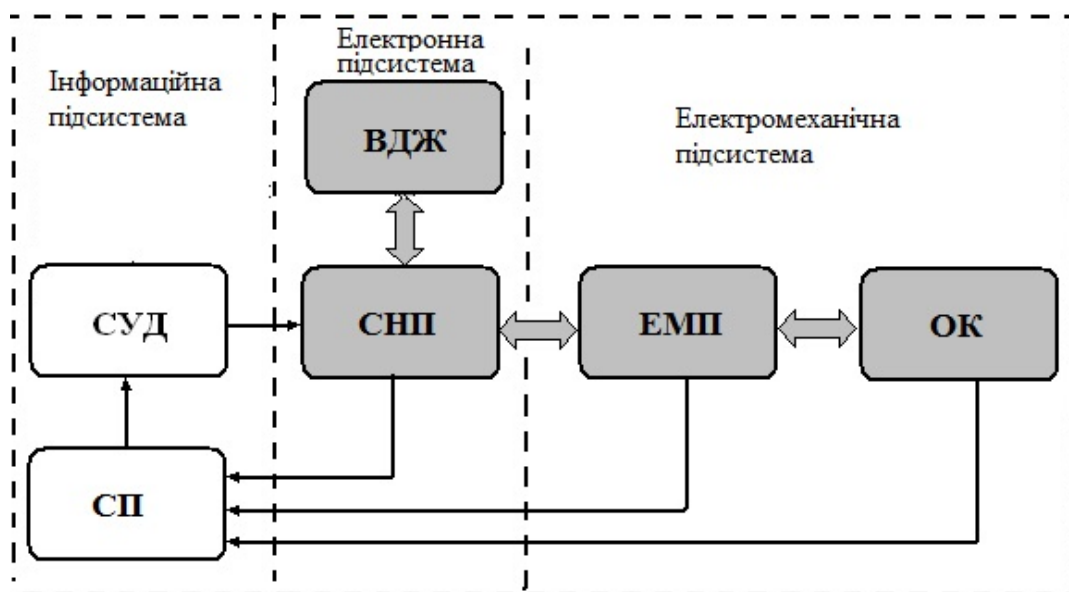 Інформаційна
підсистема
Електронна
підсистема
ВДЖ
Електромеханічна
підсистема
СУД
СНП
ЕМП
ОК
СП